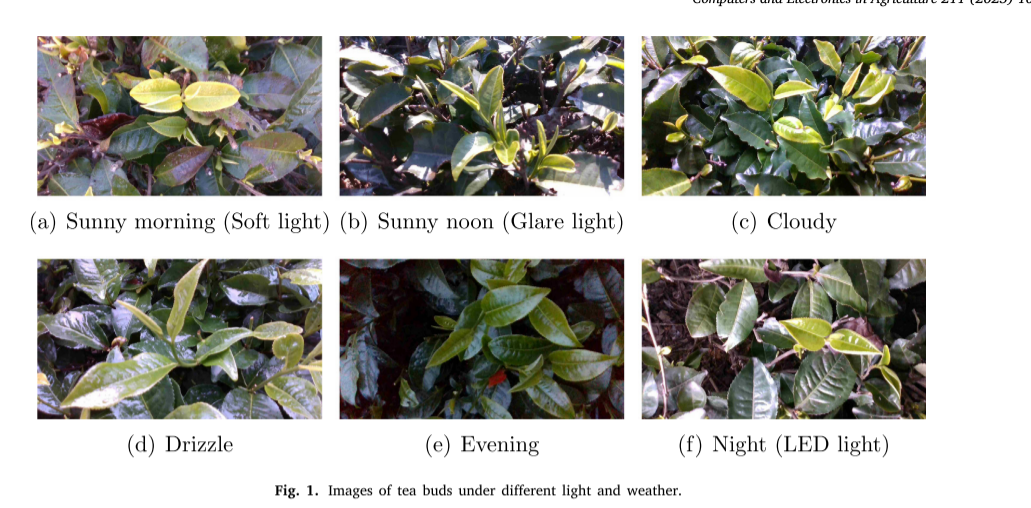 Computers and Electronics in Agriculture 211 (2023)
(a) Sunny morning (Soft light) (b) Sunny noon (Glare light)
(c) Cloudy
(d) Drizzle
(e) Evening
(f) Night (LED light)
Fig. 1. Images of tea buds under different light and weather.